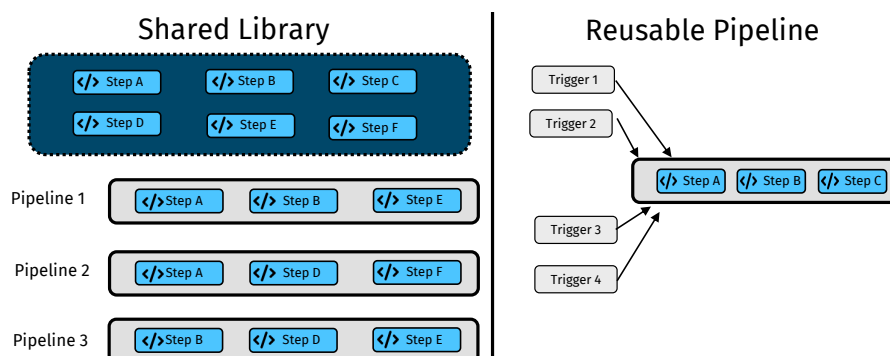 Shared Library
</> Step A
</> Step B
</> Step C
</> Step D
</> Step E
</> Step F
Pipeline 1
</> Step A
</> Step B
</> Step E
Pipeline 2
</> Step A
</> Step D
</> Step F
Pipeline 3
</> Step B
</> Step D
</> Step E
Reusable Pipeline
Trigger 1
Trigger 2
</> Step A
</> Step B
</> Step C
Trigger 3
Trigger 4